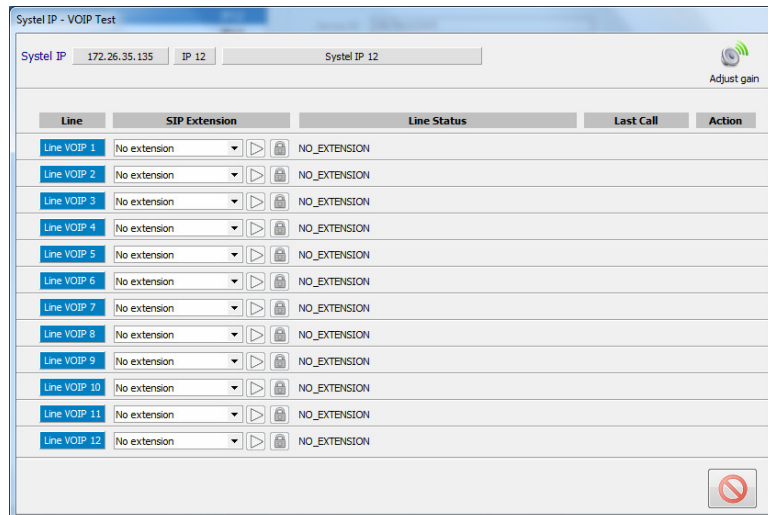 Systel IP - VOIP Test
Systel IP 172.26.35.135 IP 12 Systel IP 12
Adjust gain
Line SIP Extension Line Status Last Call Action
Line VOIP 1 No extension NO_EXTENSION
Line VOIP 2 No extension NO_EXTENSION
Line VOIP 3 No extension NO_EXTENSION
Line VOIP 4 No extension NO_EXTENSION
Line VOIP 5 No extension NO_EXTENSION
Line VOIP 6 No extension NO_EXTENSION
Line VOIP 7 No extension NO_EXTENSION
Line VOIP 8 No extension NO_EXTENSION
Line VOIP 9 No extension NO_EXTENSION
Line VOIP 10 No extension NO_EXTENSION
Line VOIP 11 No extension NO_EXTENSION
Line VOIP 12 No extension NO_EXTENSION